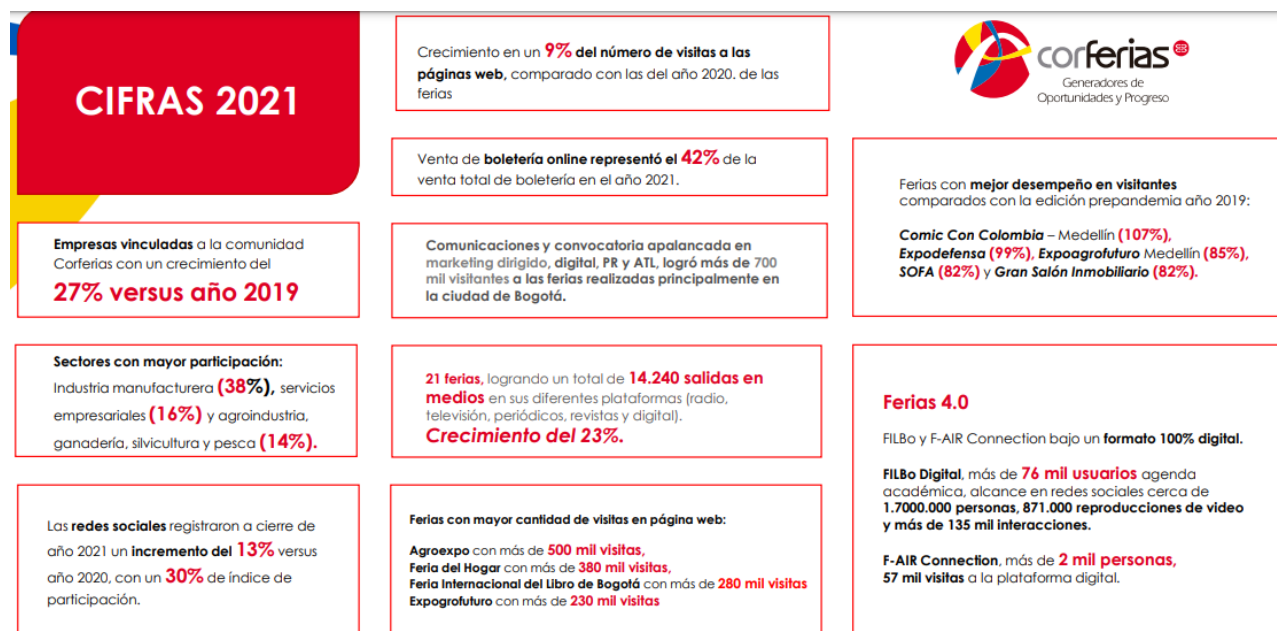 CIFRAS 2021
Empresas vinculadas a la comunidad
Corferias con un crecimiento del
27% versus año 2019
Sectores con mayor participación:
Industria manufacturera (38%), servicios
empresariales (16%) y agroindustria,
ganadería, silvicultura y pesca (14%).
Las redes sociales registraron a cierre de
año 2021 un incremento del 13% versus
año 2020, con un 30% de índice de
participación.
Crecimiento en un 9% del número de visitas a las
páginas web, comparado con las del año 2020. de las
ferias
Venta de boletería online representó el 42% de la
venta total de boletería en el año 2021.
Comunicaciones y convocatoria apalancada en
marketing dirigido, digital, PR y ATL, logró más de 700
mil visitantes a las ferias realizadas principalmente en
la ciudad de Bogotá.
21 ferias, logrando un total de 14.240 salidas en
medios en sus diferentes plataformas (radio,
televisión, periódicos, revistas y digital).
Crecimiento del 23%.
Ferias con mayor cantidad de visitas en página web:
Agroexpo con más de 500 mil visitas,
Feria del Hogar con más de 380 mil visitas,
Feria Internacional del Libro de Bogotá con más de 280 mil visitas
Expogrofuturo con más de 230 mil visitas
corferias
Generadores de
Oportunidades y Progreso
Ferias con mejor desempeño en visitantes
comparados con la edición prepandemia año 2019:
Comic Con Colombia – Medellín (107%),
Expodefensa (99%), Expoagrofuturo Medellín (85%),
SOFA (82%) y Gran Salón Inmobiliario (82%).
Ferias 4.0
FILBo y F-AIR Connection bajo un formato 100% digital.
FILBo Digital, más de 76 mil usuarios agenda
académica, alcance en redes sociales cerca de
1.7000.000 personas, 871.000 reproducciones de video
y más de 135 mil interacciones.
F-AIR Connection, más de 2 mil personas,
57 mil visitas a la plataforma digital.